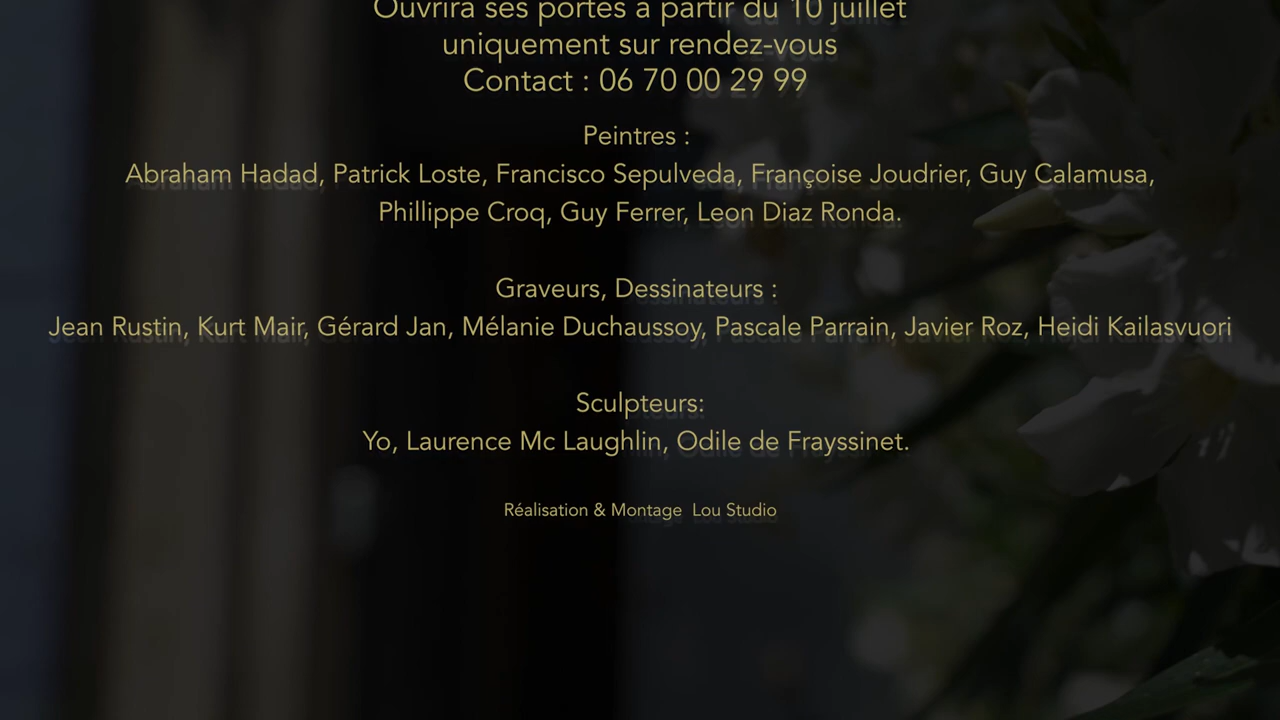 Ouvrira ses portes à partir du 10 juillet
uniquement sur rendez-vous
Contact : 06 70 00 29 99
Peintres :
Abraham Hadad, Patrick Loste, Francisco Sepulveda, Françoise Joudrier, Guy Calamusa,
Phillippe Croq, Guy Ferrer, Leon Diaz Ronda.
Graveurs, Dessinateurs :
Jean Rustin, Kurt Mair, Gérard Jan, Mélanie Duchaussoy, Pascale Parrain, Javier Roz, Heidi Kailasvuori
Sculpteurs:
Yo, Laurence Mc Laughlin, Odile de Frayssinet.
Réalisation & Montage Lou Studio